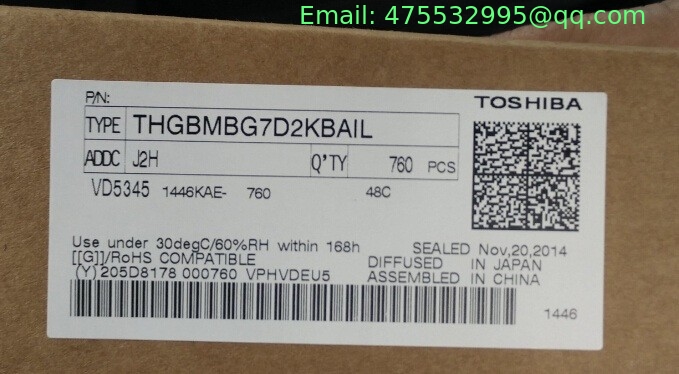 Email: 475532995@qq.com
P/N:
TOSHIBA
TYPE THGBMBG7D2KBAIL
ADDC J2H Q'TY 760 PCS
VD5345 1446KAE- 760 48C
Use under 30degC/60%RH within 168h SEALED Nov,20,2014
[[G]]/RoHS COMPATIBLE DIFFUSED IN JAPAN
(Y)205D8178 000760 VPHVDEU5 ASSEMBLED IN CHINA
1446